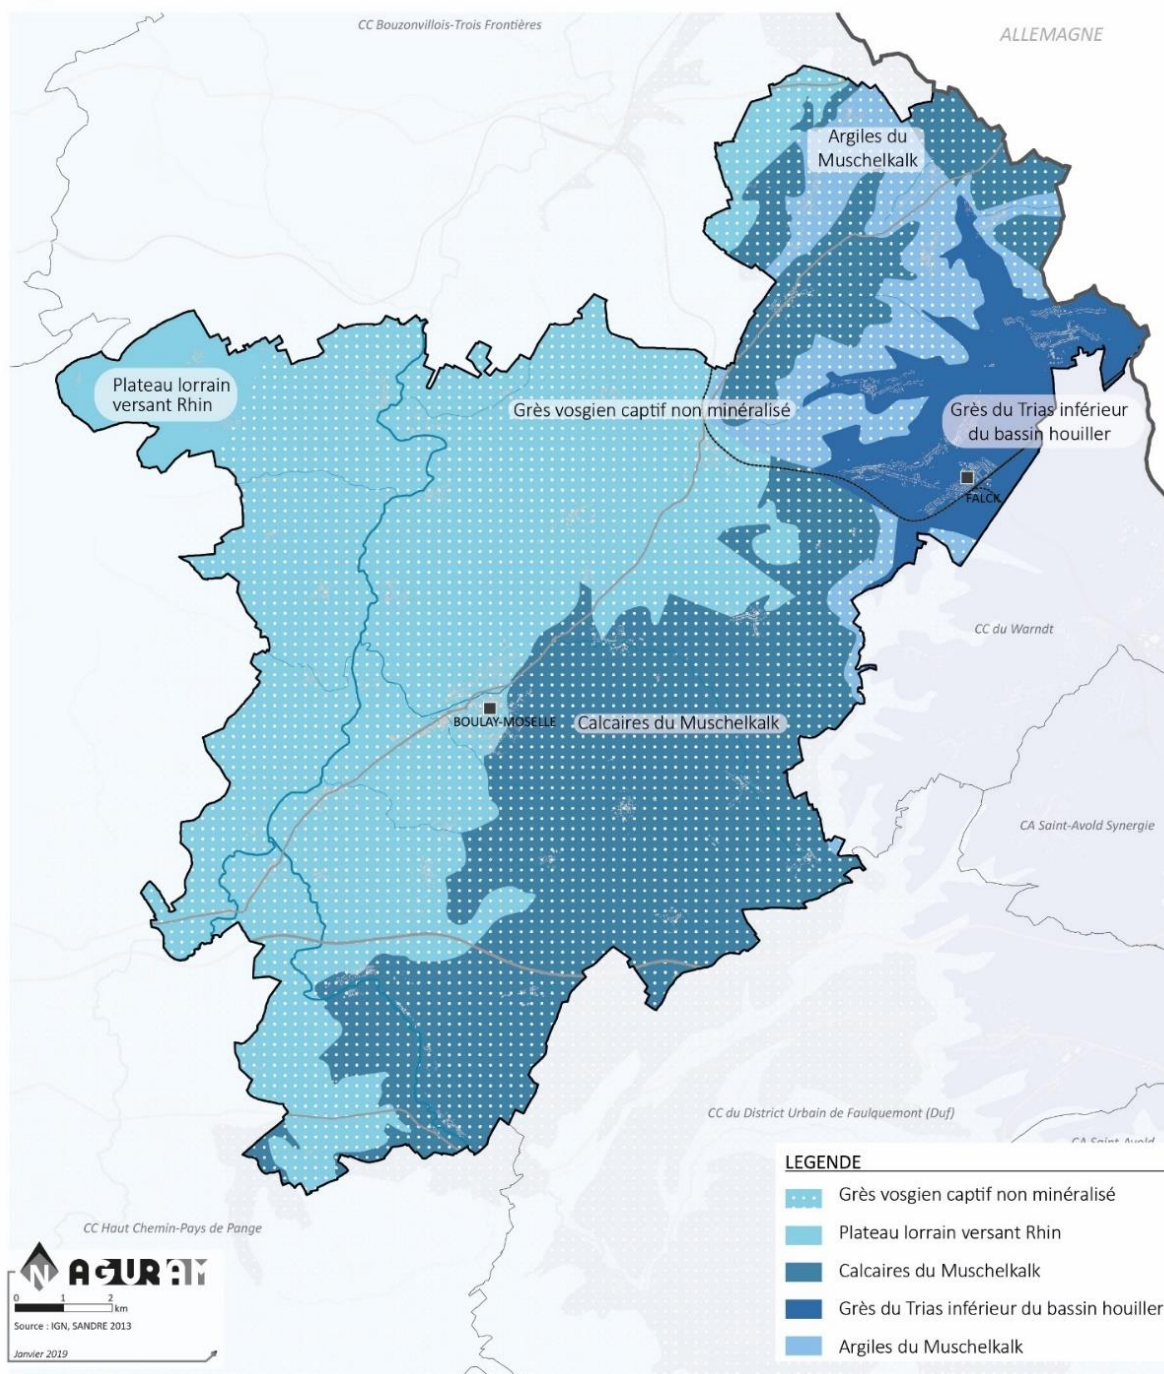 CC Bouzonvillois-Trois Frontières
ALLEMAGNE
Argiles du
Muschelkalk
Plateau lorrain
versant Rhin
Grès vosgien captif non minéralisé
Grès du Trias inférieur
du bassin houiller
FALCK
CC du Warndt
BOULAY-MOSELLE
Calcaires du Muschelkalk
CA Saint-Avold Synergie
CC du District Urbain de Faulquemont (Duf)
CA Saint-Avold
LEGENDE
Grès vosgien captif non minéralisé
Plateau lorrain versant Rhin
Calcaires du Muschelkalk
Grès du Trias inférieur du bassin houiller
Argiles du Muschelkalk
CC Haut Chemin-Pays de Pange
N AGURAM
0 1 2
km
Source : IGN, SANDRE 2013
Janvier 2019